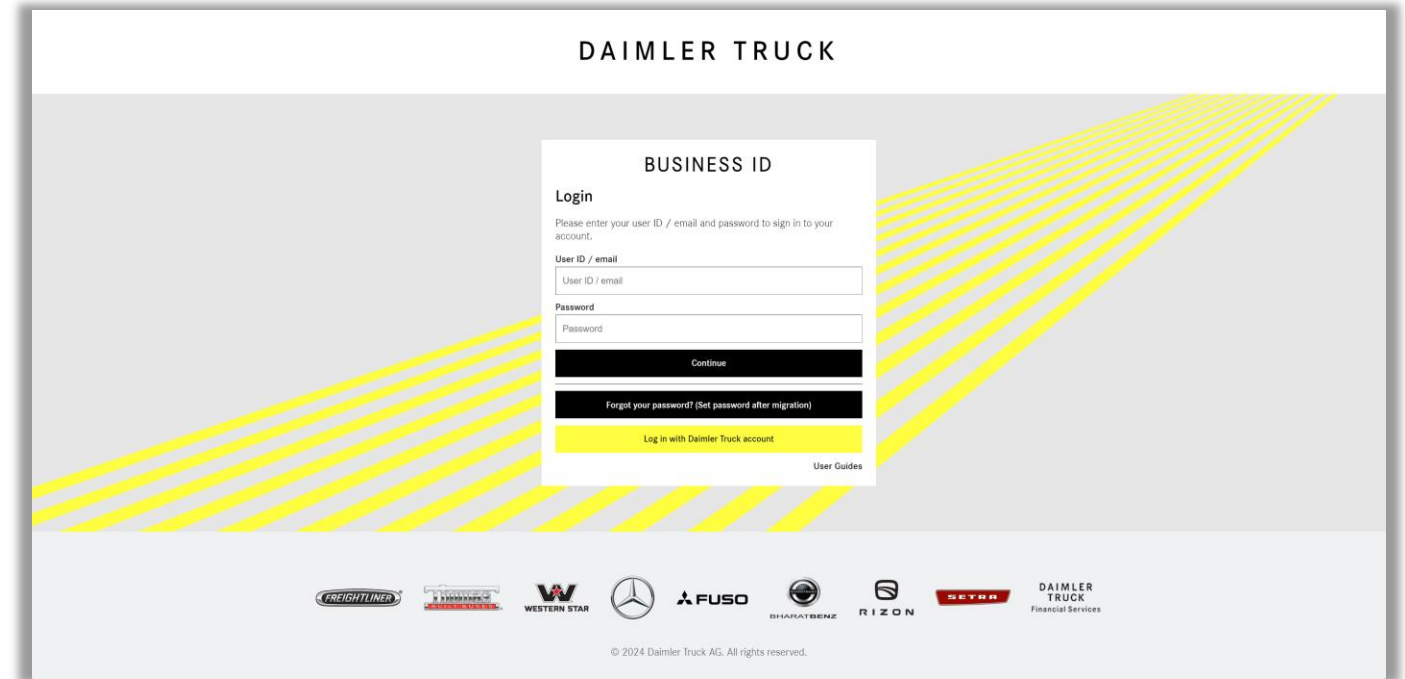 DAIMLER TRUCK
BUSINESS ID
Login
Please enter your user ID / email and password to sign in to your
account.
User ID / email
User ID / email
Password
Password
Continue
Forgot your password? (Set password after migration)
Log in with Daimler Truck account
User Guides
FREIGHTLINER
THOMAS
BUILT BUSES
WESTERN STAR
FUSO
BHARATBENZ
RIZON
SETRA
DAIMLER
TRUCK
Financial Services
© 2024 Daimler Truck AG. All rights reserved.